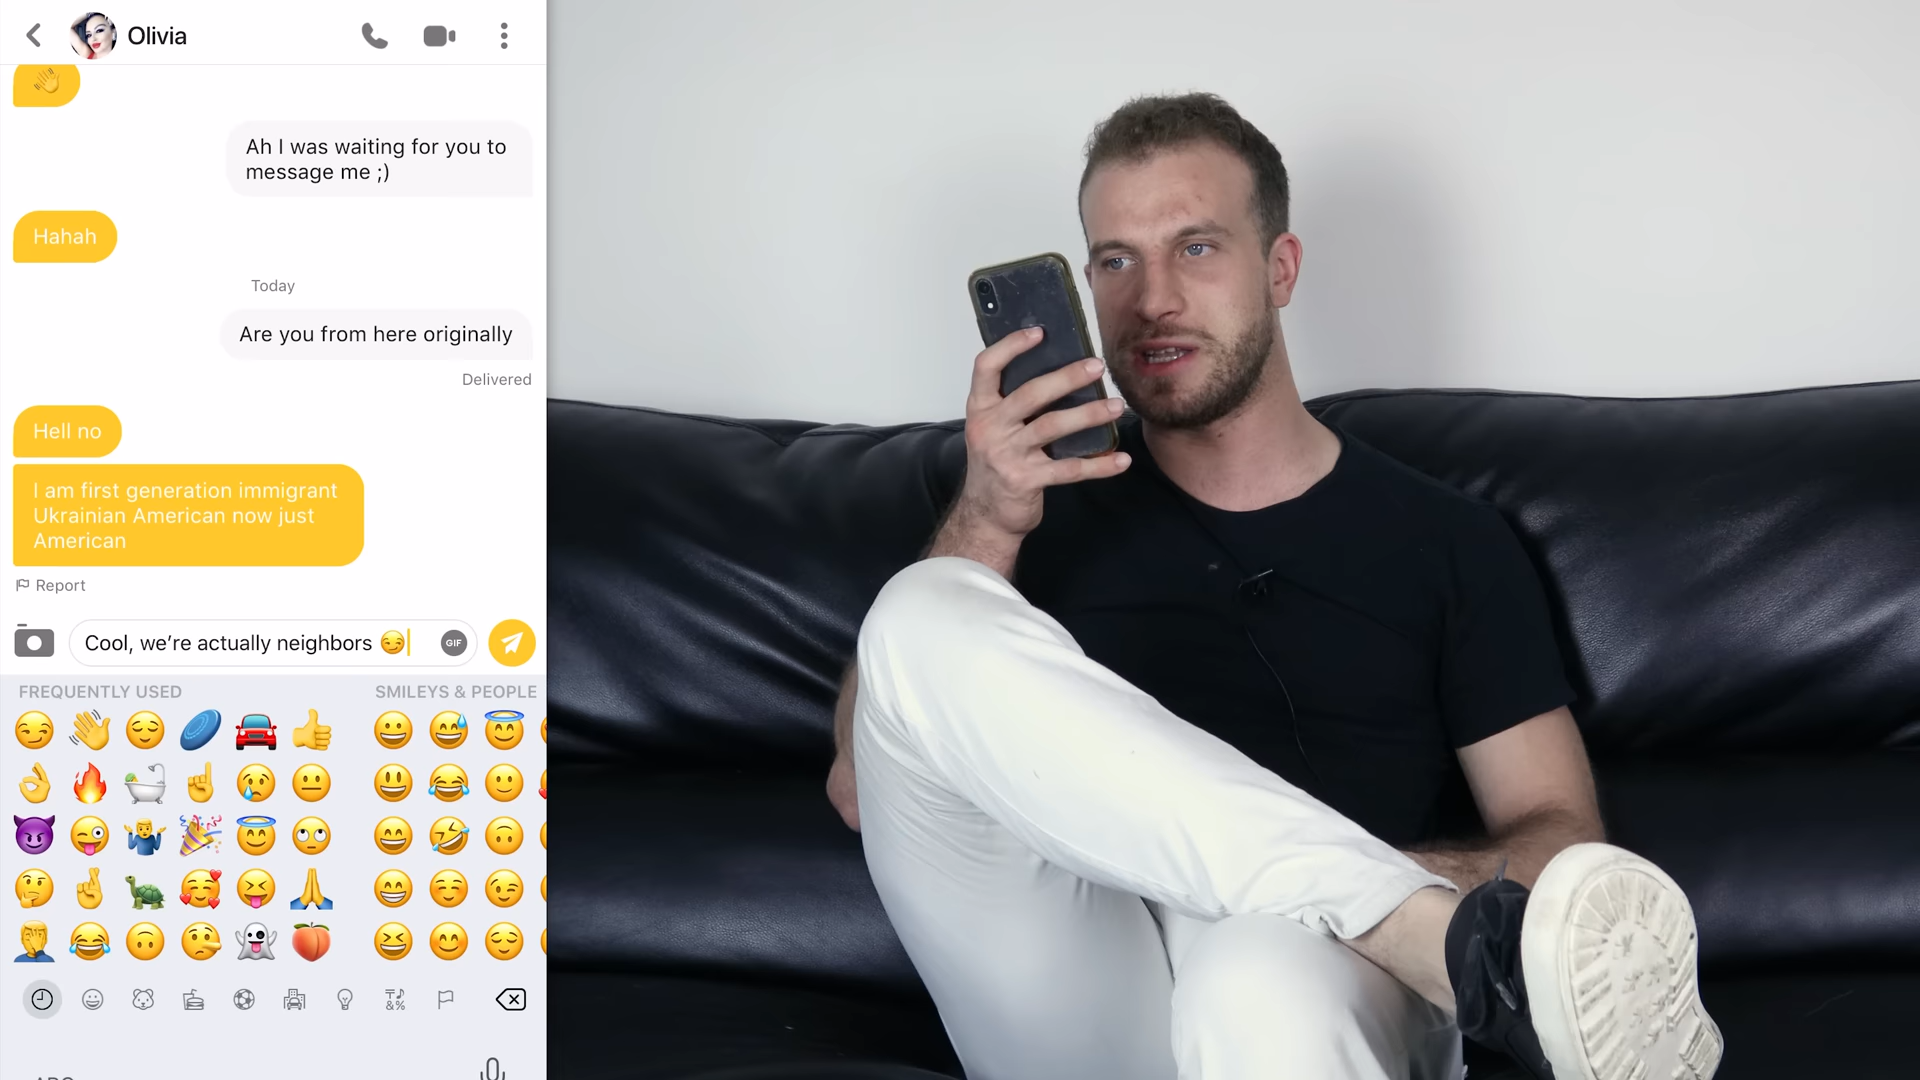 Olivia
Ah I was waiting for you to
message me ;)
Hahah
Today
Are you from here originally
Delivered
Hell no
I am first generation immigrant
Ukrainian American now just
American
Report
Cool, we’re actually neighbors 😏
GIF
FREQUENTLY USED
SMILEYS & PEOPLE